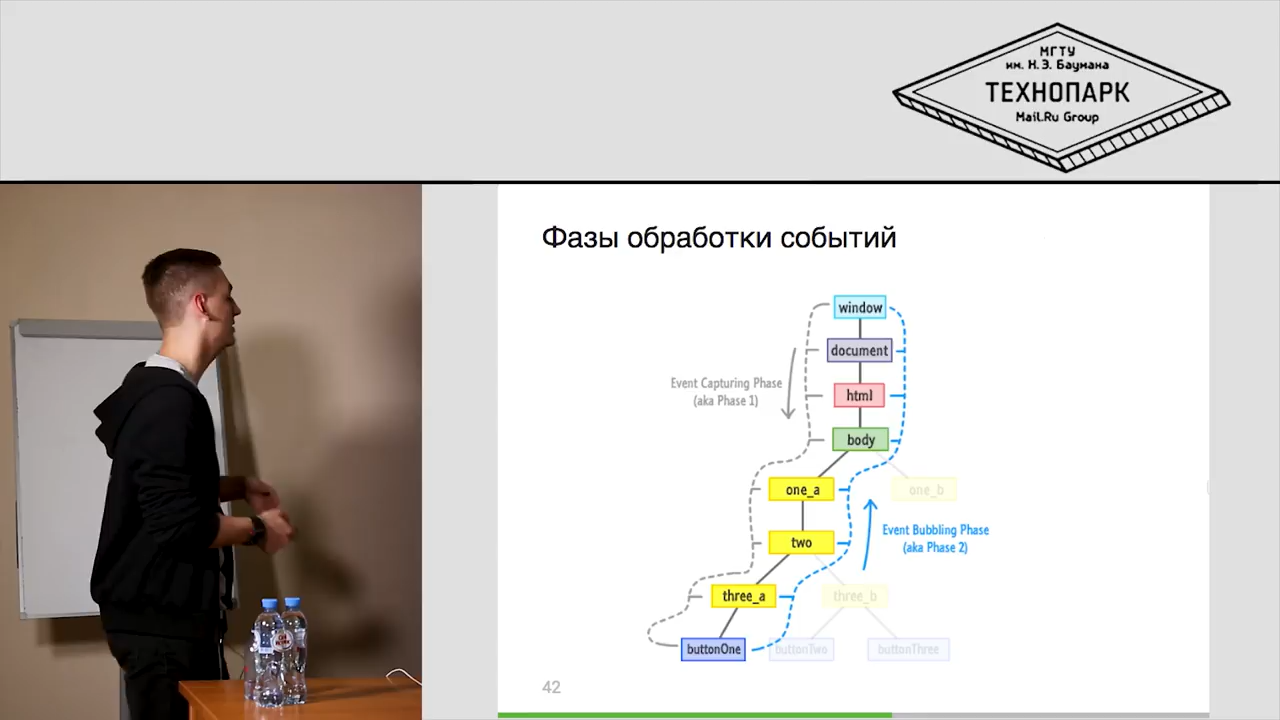 МГТУ
им. Н.Э. Баумана
ТЕХНОПАРК
Mail.Ru Group
Фазы обработки событий
window
document
Event Capturing Phase
(aka Phase 1)
html
body
one_a
one_b
two
Event Bubbling Phase
(aka Phase 2)
three_a
three_b
buttonOne
buttonTwo
buttonThree
42